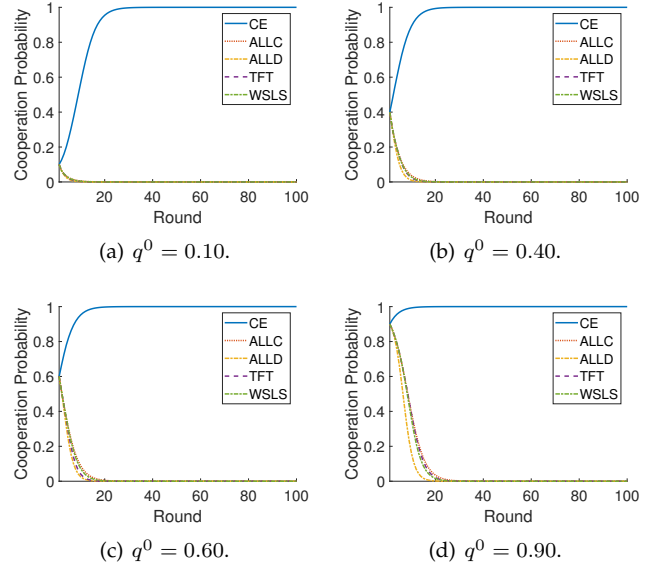 1
0.8
0.6
0.4
0.2
0
Cooperation Probability
20 40 60 80 100
Round
CE
ALLC
ALLD
TFT
WSLS
(a) q⁰ = 0.10.
1
0.8
0.6
0.4
0.2
0
Cooperation Probability
20 40 60 80 100
Round
CE
ALLC
ALLD
TFT
WSLS
(b) q⁰ = 0.40.
1
0.8
0.6
0.4
0.2
0
Cooperation Probability
20 40 60 80 100
Round
CE
ALLC
ALLD
TFT
WSLS
(c) q⁰ = 0.60.
1
0.8
0.6
0.4
0.2
0
Cooperation Probability
20 40 60 80 100
Round
CE
ALLC
ALLD
TFT
WSLS
(d) q⁰ = 0.90.